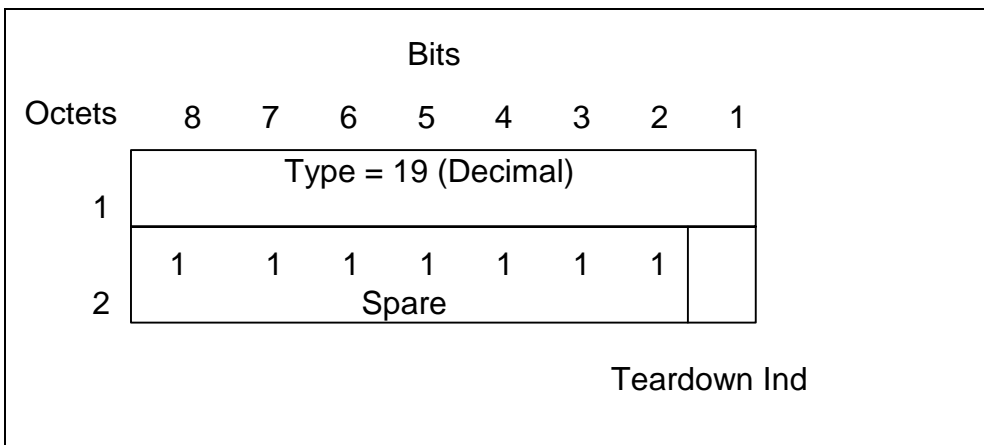 Bits
Octets 8 7 6 5 4 3 2 1
Type = 19 (Decimal)
1
1 1 1 1 1 1 1
2 Spare
Teardown Ind